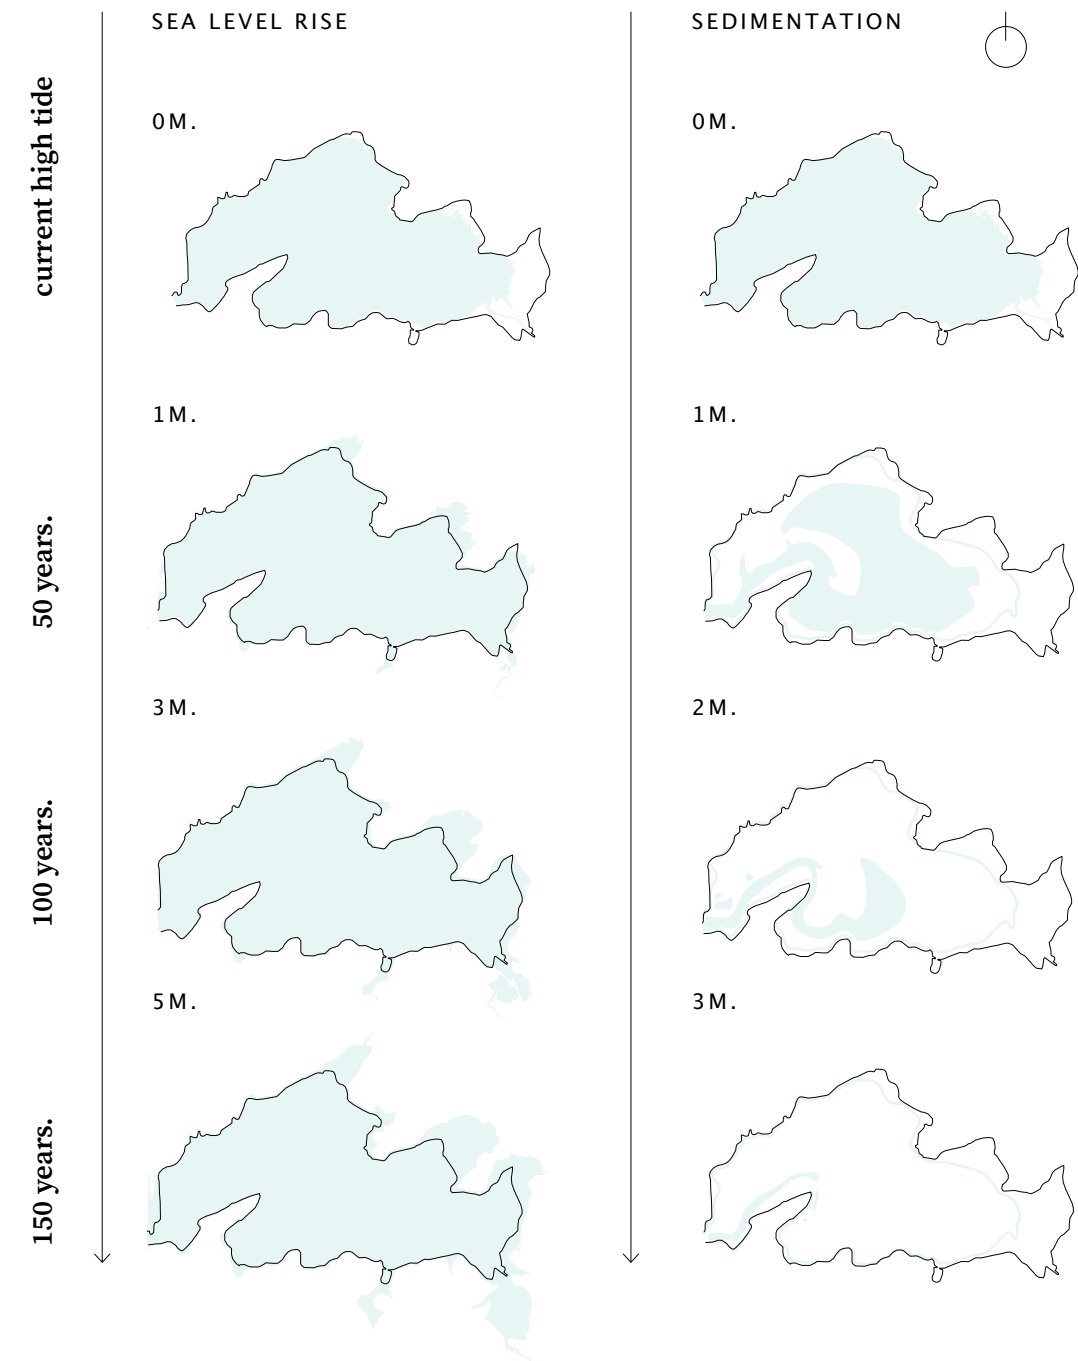 SEA LEVEL RISE
SEDIMENTATION
current high tide
0M.
0M.
50 years.
1M.
1M.
100 years.
3M.
2M.
150 years.
5M.
3M.